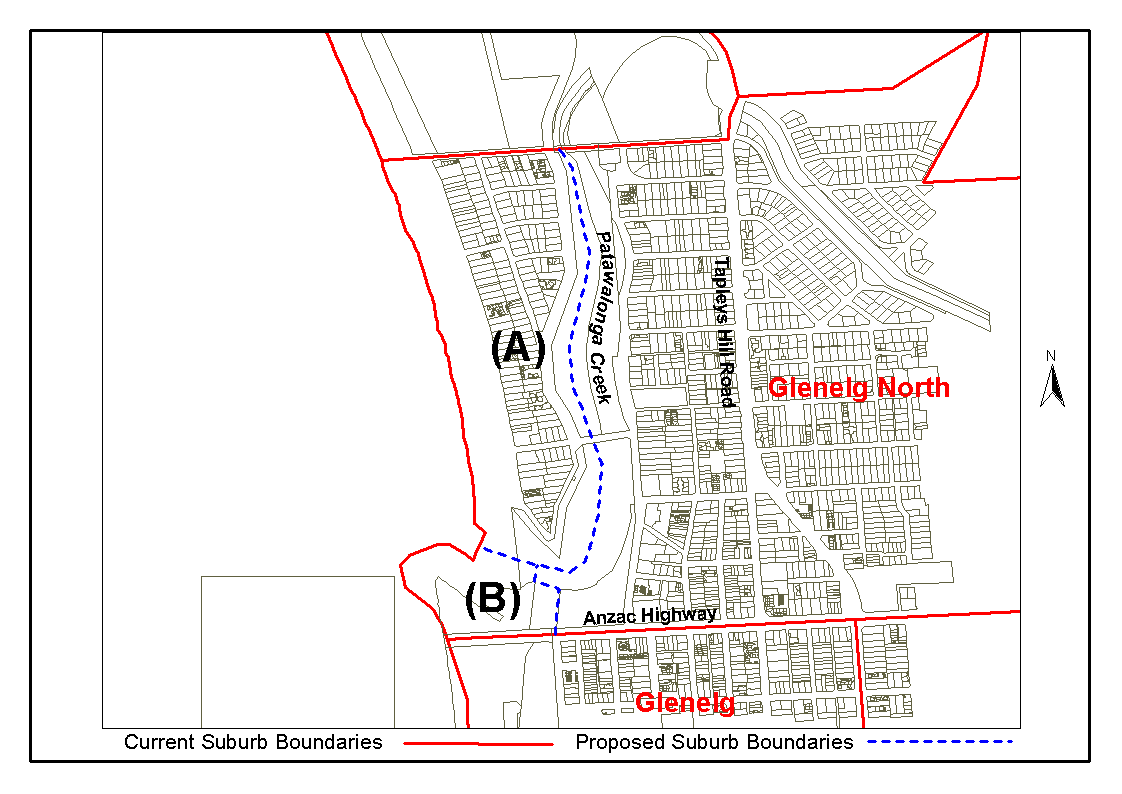 Patawalonga Creek
Tapleys Hill Road
(A)
N
Glenelg North
(B)
Anzac Highway
Glenelg
Current Suburb Boundaries
Proposed Suburb Boundaries